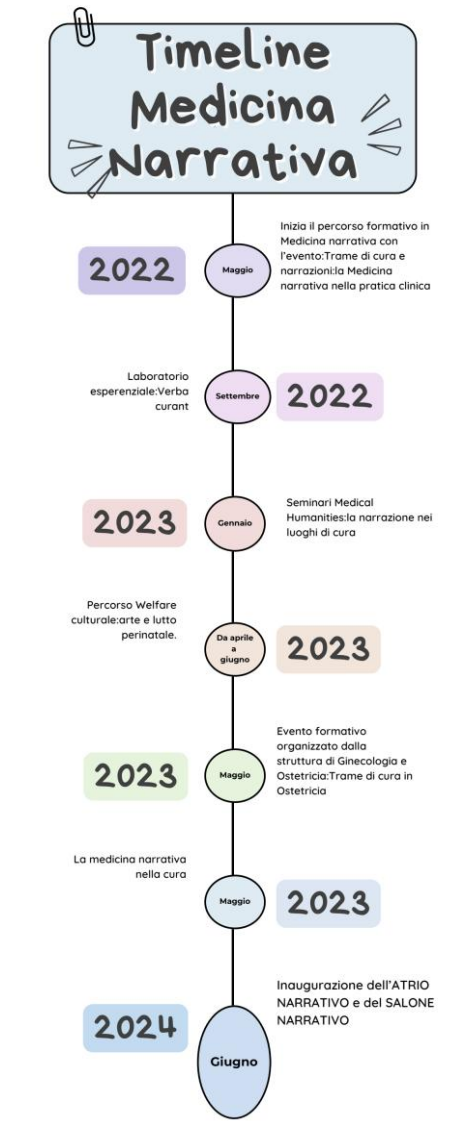 Timeline
Medicina
Narrativa
2022
Maggio
Inizia il percorso formativo in
Medicina narrativa con
l'evento:Trame di cura e
narrazioni:la Medicina
narrativa nella pratica clinica
Laboratorio
esperenziale:Verba
curant
Settembre
2022
2023
Gennaio
Seminari Medical
Humanities:la narrazione nei
luoghi di cura
Percorso Welfare
culturale:arte e lutto
perinatale.
Da aprile
a
giugno
2023
2023
Maggio
Evento formativo
organizzato dalla
struttura di Ginecologia e
Ostetricia:Trame di cura in
Ostetricia
La medicina narrativa
nella cura
Maggio
2023
2024
Giugno
Inaugurazione dell'ATRIO
NARRATIVO e del SALONE
NARRATIVO